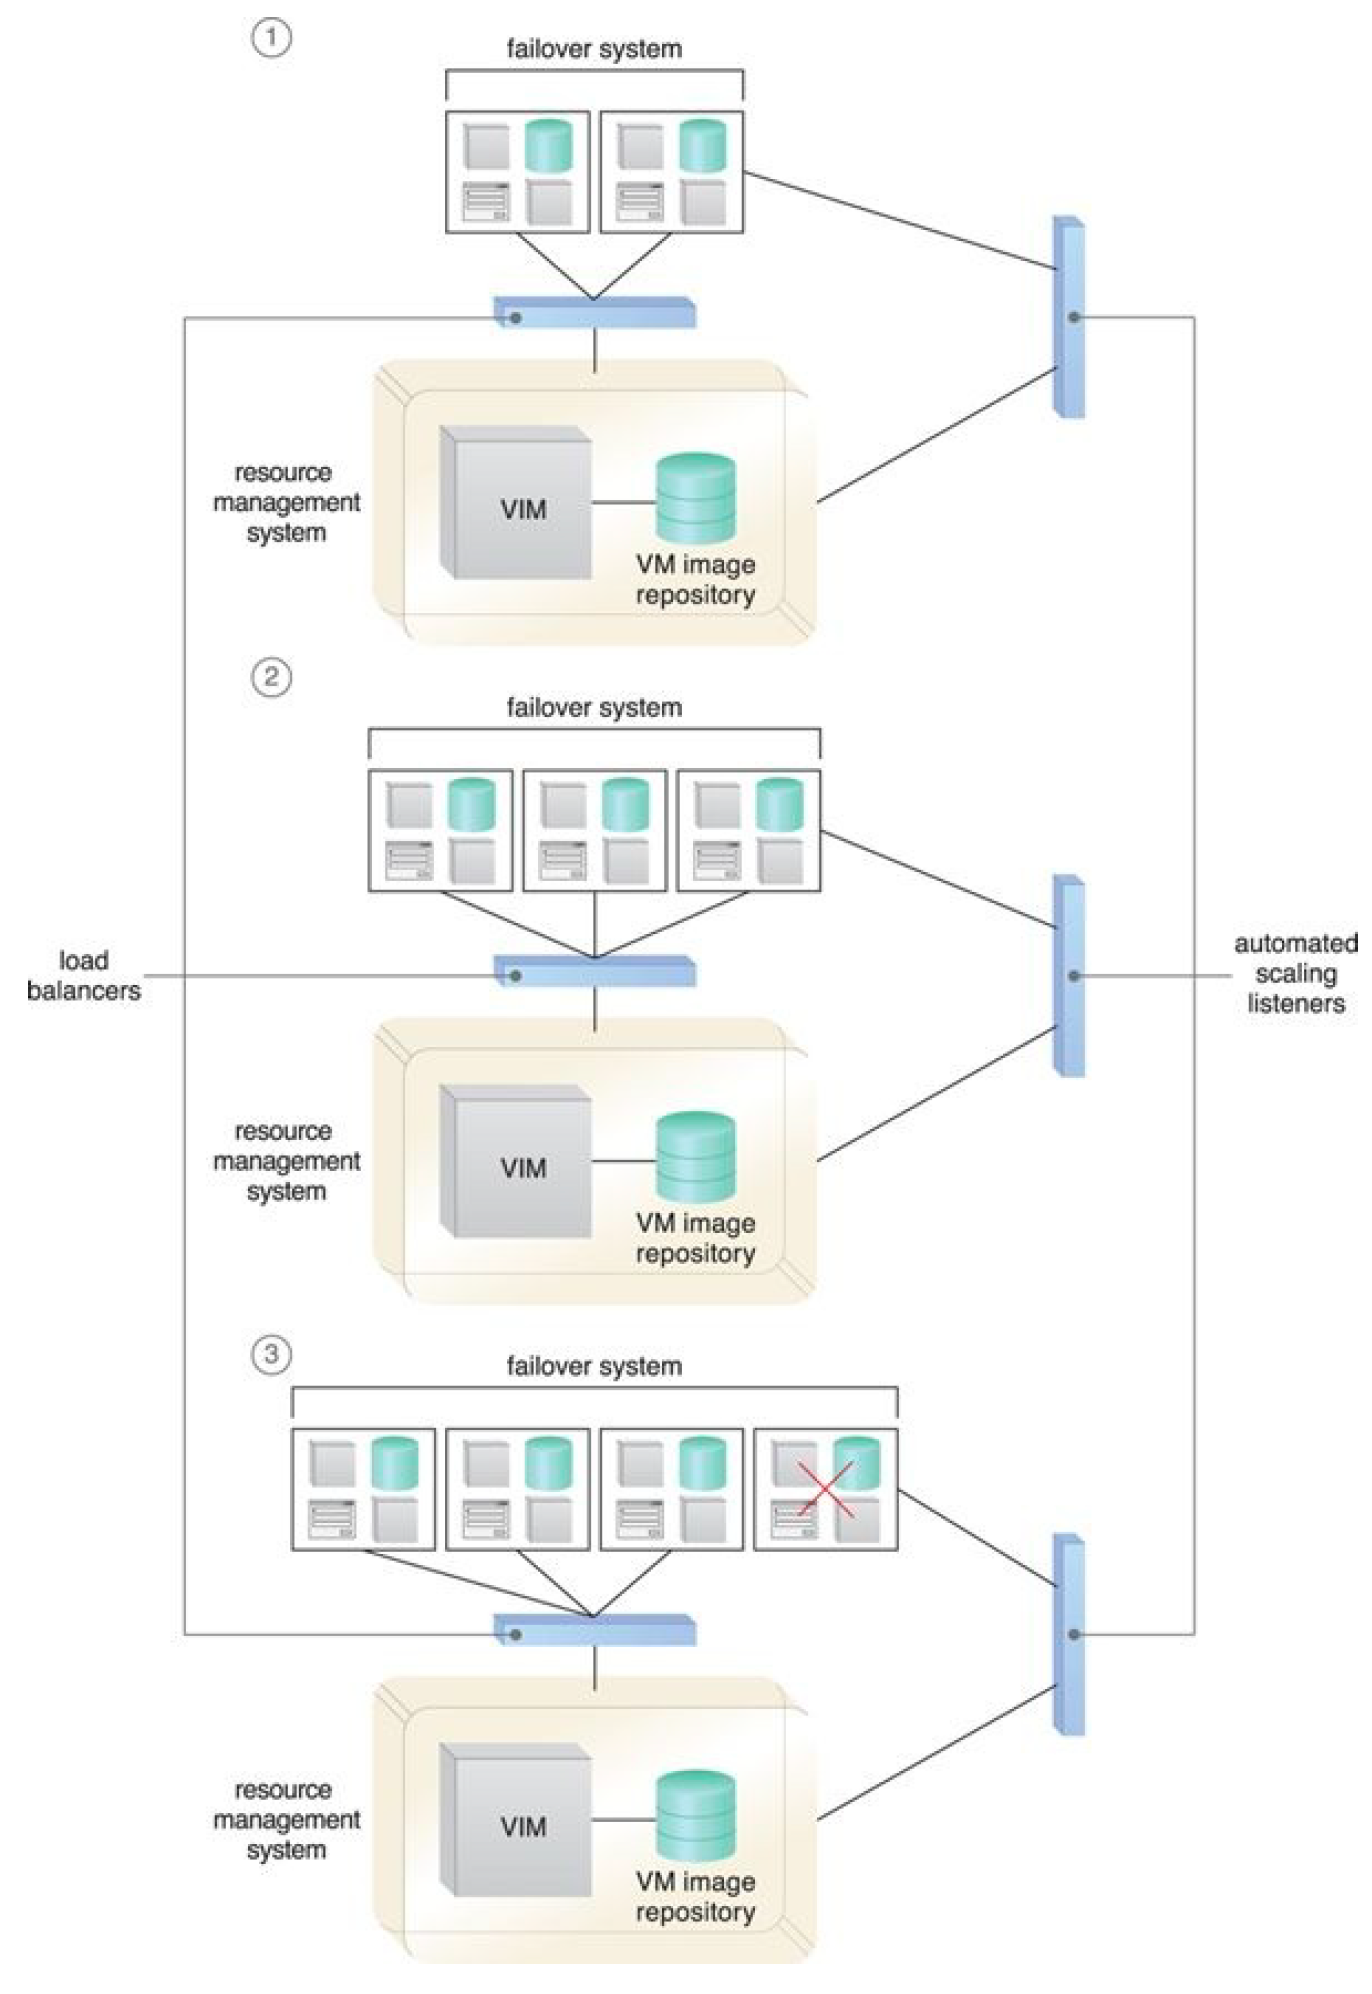 1
failover system
resource
management
system
VIM
VM image
repository
2
failover system
load
balancers
automated
scaling
listeners
resource
management
system
VIM
VM image
repository
3
failover system
resource
management
system
VIM
VM image
repository